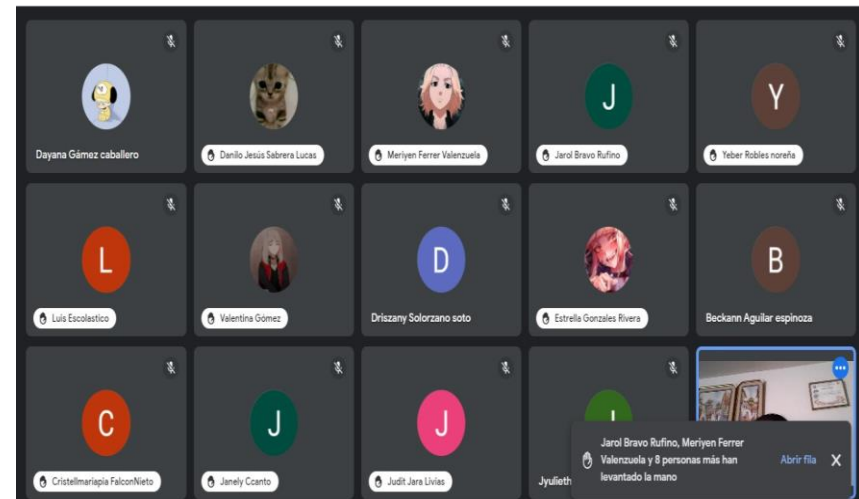 Dayana Gámez caballero
Danilo Jesús Sabrera Lucas
Meriyen Ferrer Valenzuela
J
Jarol Bravo Rufino
Y
Yeber Robles noreña
L
Luis Escolastico
Valentina Gómez
D
Driszany Solorzano soto
Estrella Gonzales Rivera
B
Beckann Aguilar espinoza
C
Cristellmariapia FalconNieto
J
Janely Ccanto
J
Judit Jara Livias
Jyulieth
Jarol Bravo Rufino, Meriyen Ferrer
Valenzuela y 8 personas más han
levantado la mano
Abrir fila
X